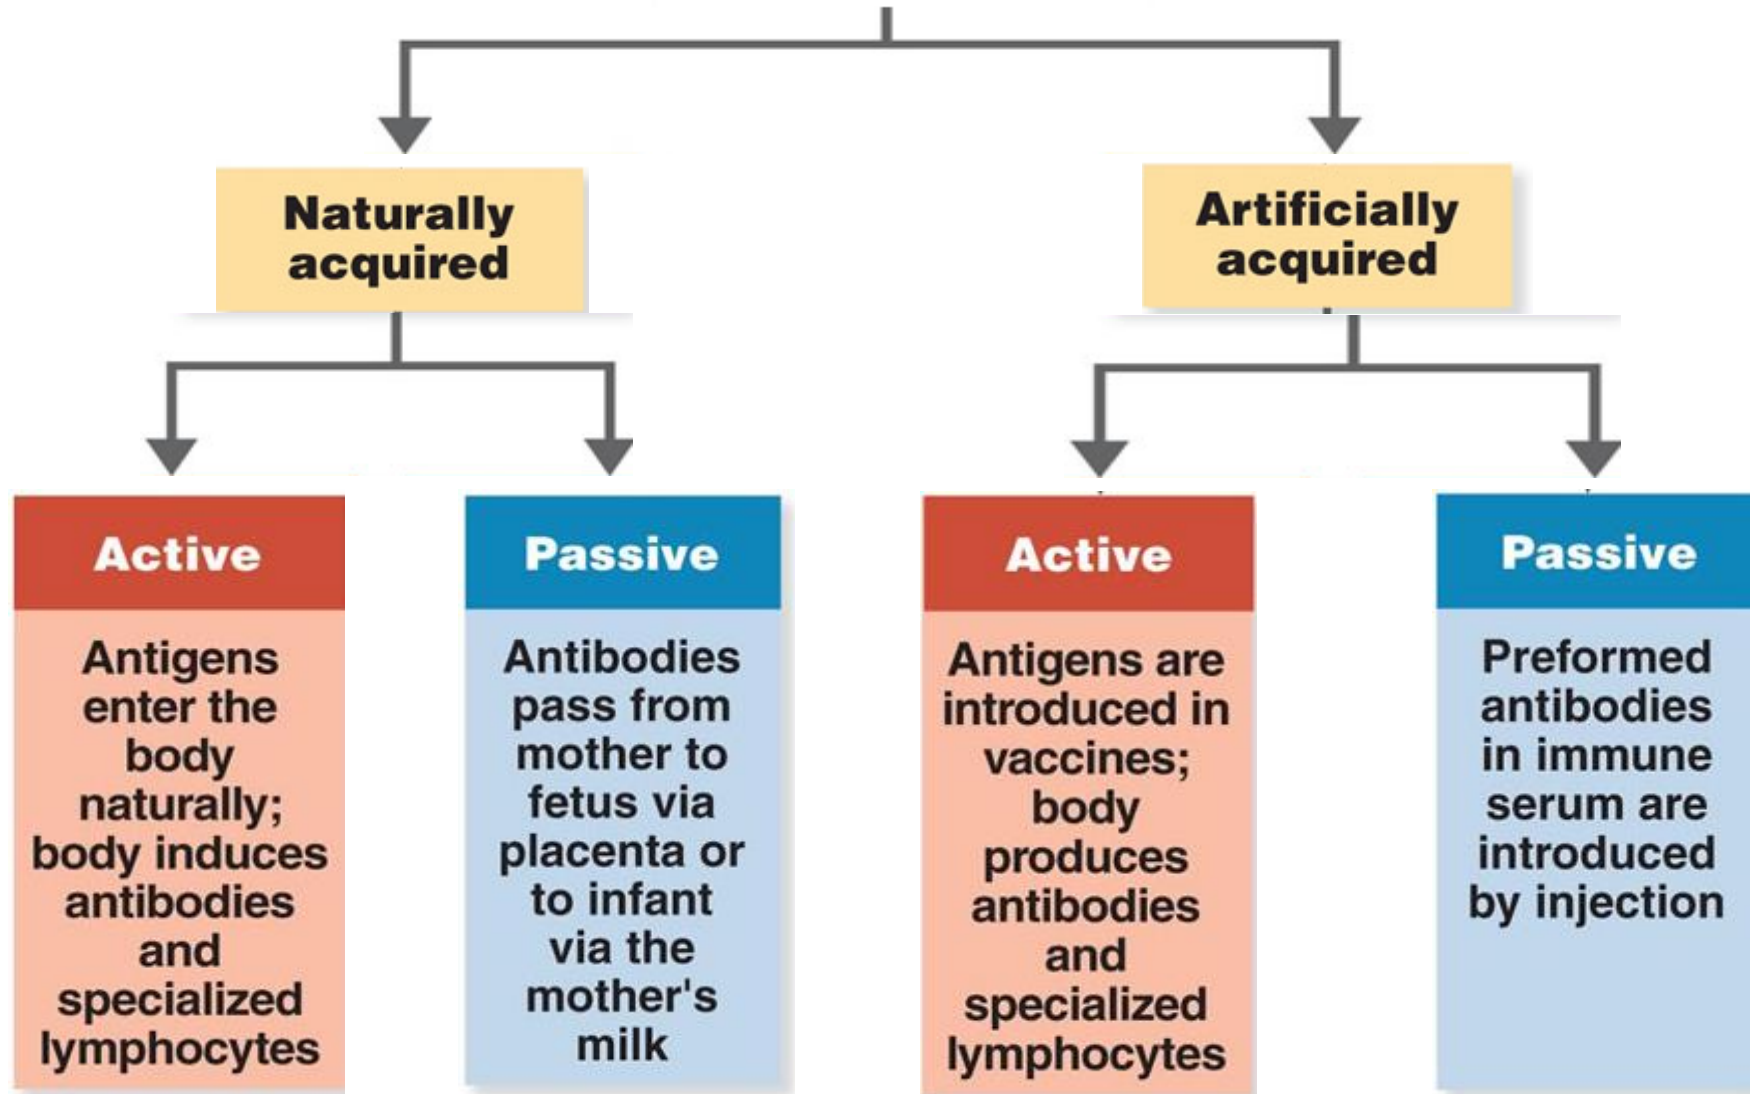 Naturally
acquired
Artificially
acquired
Active
Antigens
enter the
body
naturally;
body induces
antibodies
and
specialized
lymphocytes
Passive
Antibodies
pass from
mother to
fetus via
placenta or
to infant
via the
mother's
milk
Active
Antigens are
introduced in
vaccines;
body
produces
antibodies
and
specialized
lymphocytes
Passive
Preformed
antibodies
in immune
serum are
introduced
by injection